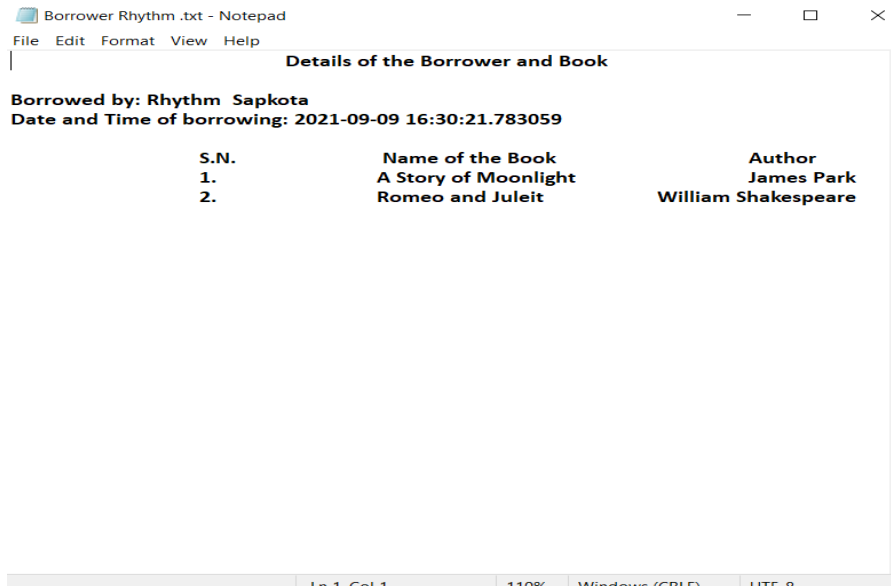 Borrower Rhythm .txt - Notepad
File Edit Format View Help
Details of the Borrower and Book
Borrowed by: Rhythm  Sapkota
Date and Time of borrowing: 2021-09-09 16:30:21.783059
S.N. Name of the Book Author
1. A Story of Moonlight James Park
2. Romeo and Juleit William Shakespeare
Ln 1, Col 1 110% Windows (CRLF) UTF-8